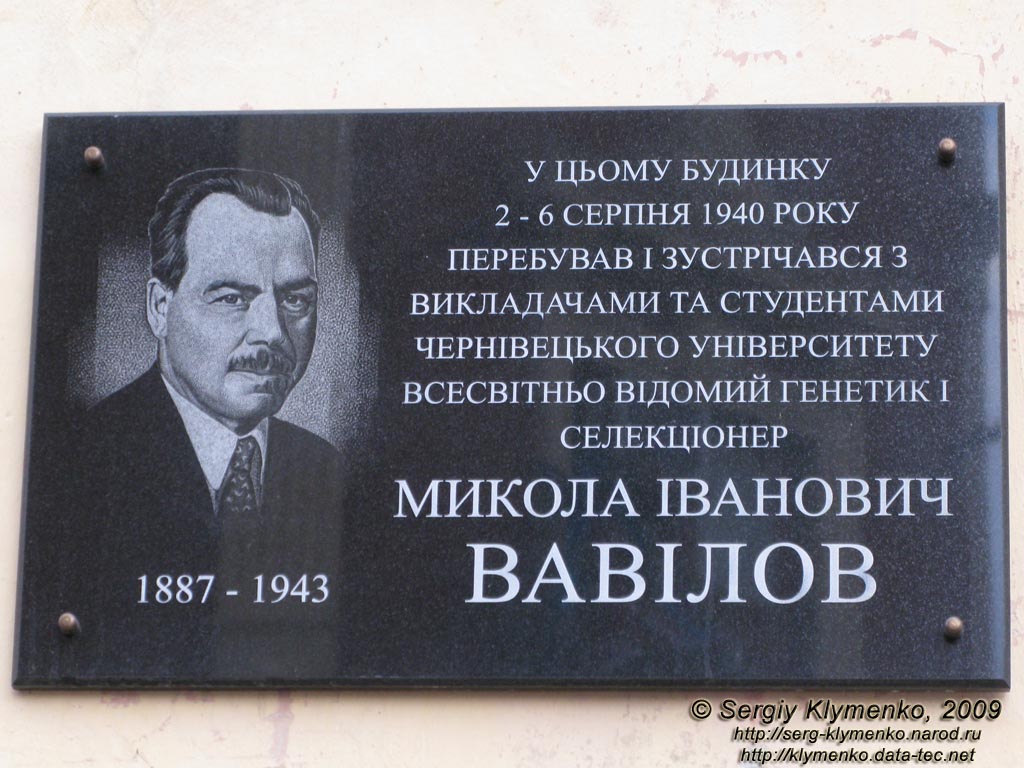 У ЦЬОМУ БУДИНКУ
2 - 6 СЕРПНЯ 1940 РОКУ
ПЕРЕБУВАВ І ЗУСТРІЧАВСЯ З
ВИКЛАДАЧАМИ ТА СТУДЕНТАМИ
ЧЕРНІВЕЦЬКОГО УНІВЕРСИТЕТУ
ВСЕСВІТНЬО ВІДОМИЙ ГЕНЕТИК І
СЕЛЕКЦІОНЕР
МИКОЛА ІВАНОВИЧ
ВАВІЛОВ
1887 - 1943
© Sergiy Klymenko, 2009
http://serg-klymenko.narod.ru
http://klymenko.data-tec.net